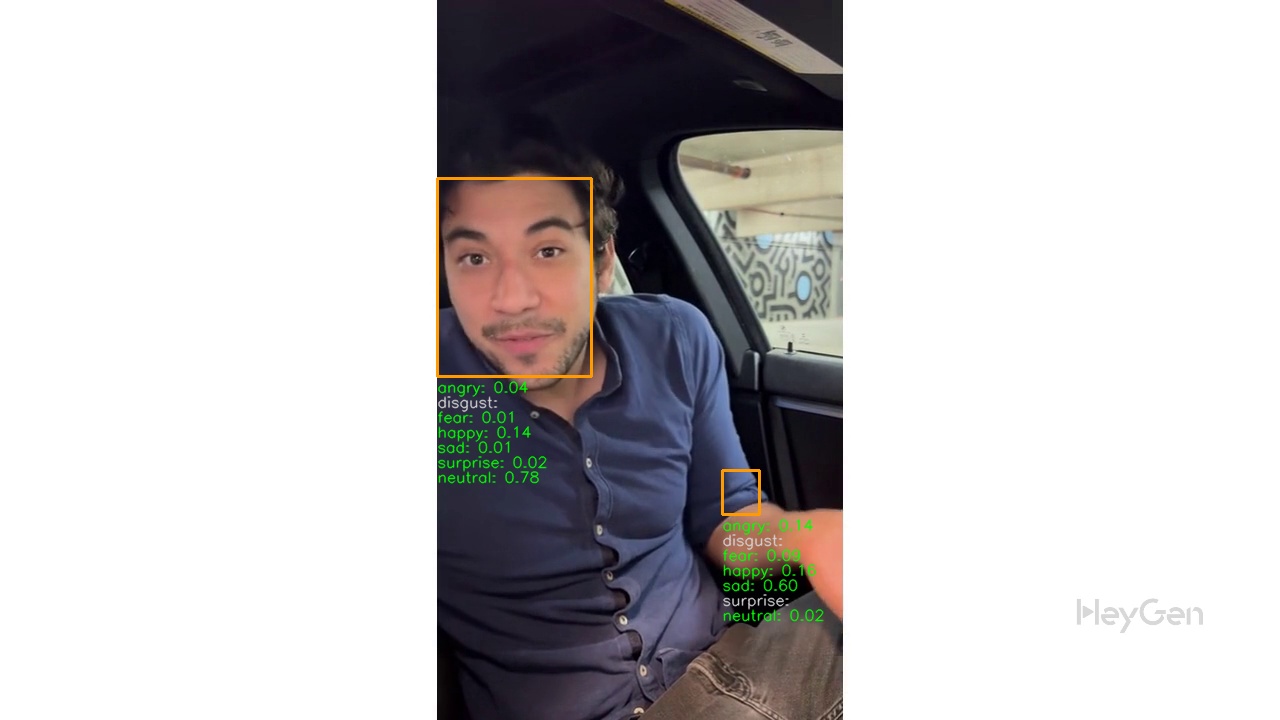 angry: 0.04
disgust:
fear: 0.01
happy: 0.14
sad: 0.01
surprise: 0.02
neutral: 0.78
angry: 0.14
disgust:
fear: 0.09
happy: 0.16
sad: 0.60
surprise:
neutral: 0.02
HeyGen